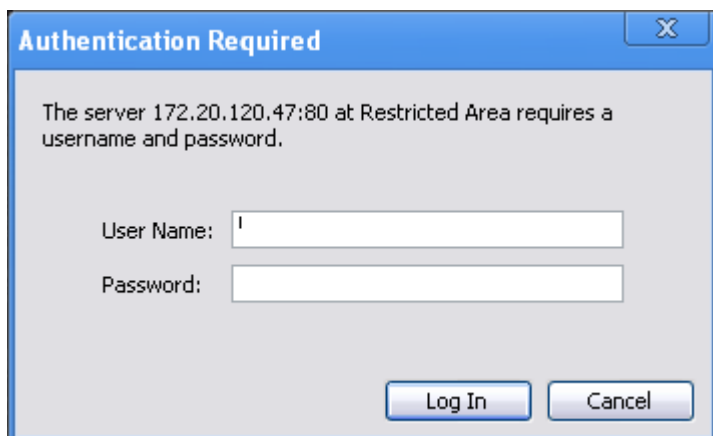 Authentication Required
X
The server 172.20.120.47:80 at Restricted Area requires a
username and password.
User Name:
Password:
Log In
Cancel